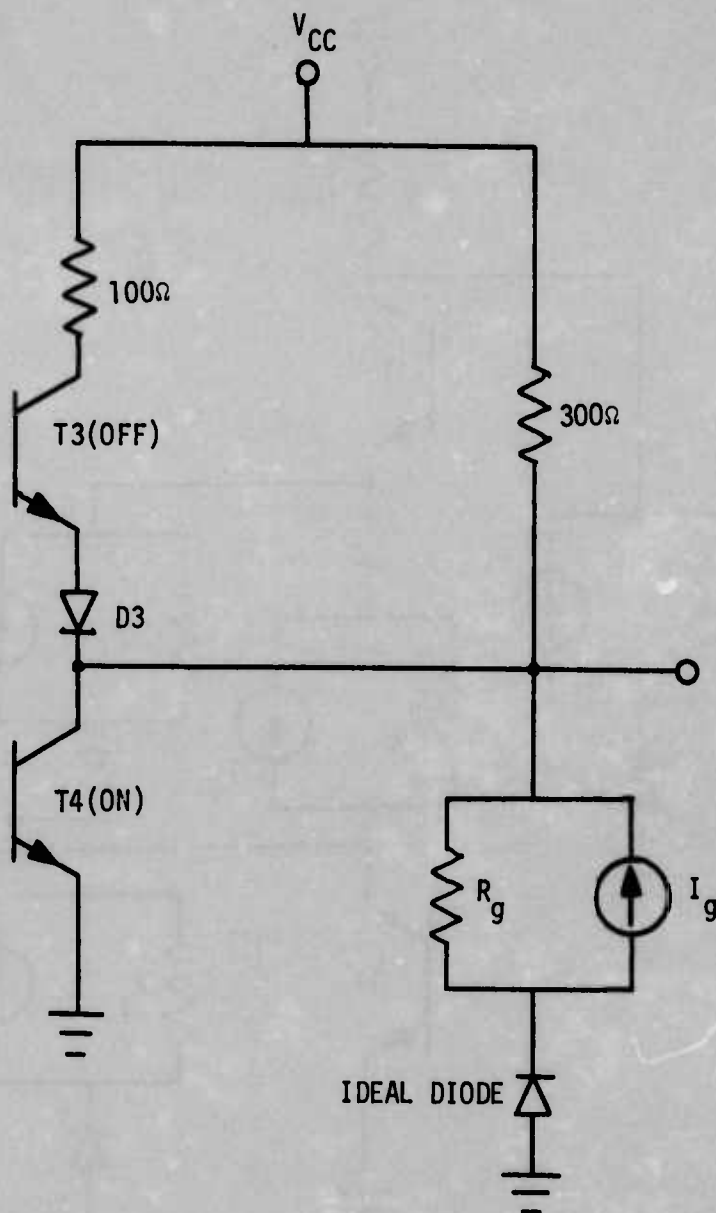 V_CC
100Ω
300Ω
T3(OFF)
D3
T4(ON)
R_g
I_g
IDEAL DIODE